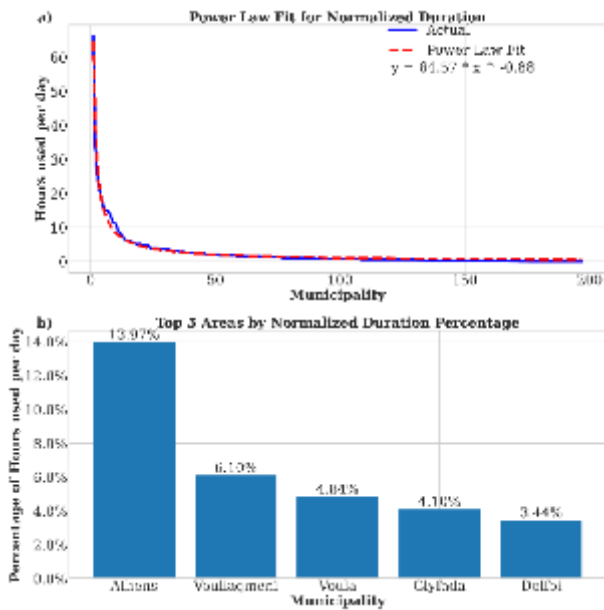 a)
Power Law Fit for Normalized Duration
Actual
Power Law Fit
y = 84.57 * x ^ -0.88
Hours used per day
60
50
40
30
20
10
0
0
50
100
150
200
Municipality
b)
Top 5 Areas by Normalized Duration Percentage
Percentage of Hours used per day
14.0%
12.0%
10.0%
8.0%
6.0%
4.0%
2.0%
0.0%
13.97%
6.10%
4.84%
4.10%
3.44%
Athens
Vouliagmeni
Voula
Glyfada
Delfoi
Municipality